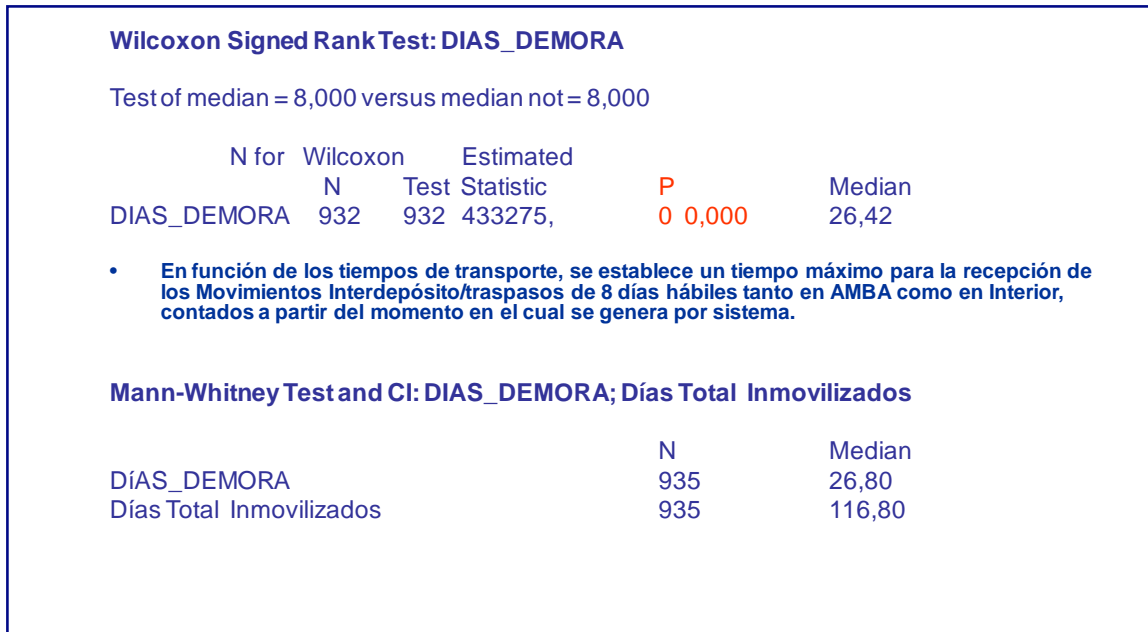 Wilcoxon Signed Rank Test: DIAS_DEMORA
Test of median = 8,000 versus median not = 8,000
N for Wilcoxon Estimated
N Test Statistic P Median
DIAS_DEMORA 932 932 433275, 0 0,000 26,42
• En función de los tiempos de transporte, se establece un tiempo máximo para la recepción de
los Movimientos Interdepósito/traspasos de 8 días hábiles tanto en AMBA como en Interior,
contados a partir del momento en el cual se genera por sistema.
Mann-Whitney Test and CI: DIAS_DEMORA; Días Total Inmovilizados
N Median
DíAS_DEMORA 935 26,80
Días Total Inmovilizados 935 116,80